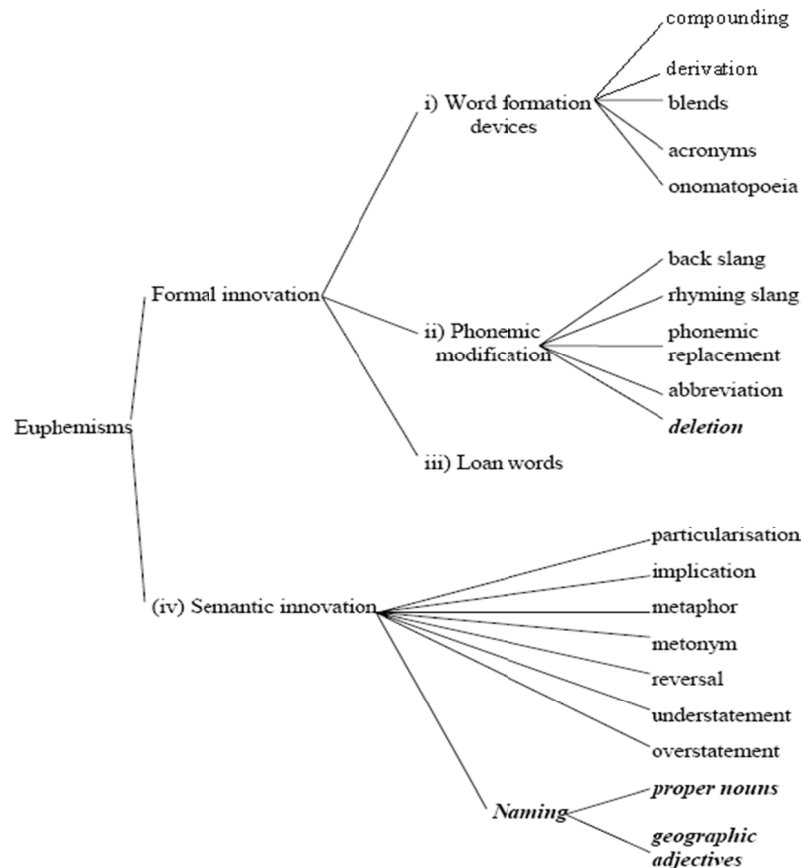 Euphemisms
Formal innovation
i) Word formation
devices
compounding
derivation
blends
acronyms
onomatopoeia
ii) Phonemic
modification
back slang
rhyming slang
phonemic
replacement
abbreviation
deletion
iii) Loan words
(iv) Semantic innovation
particularisation
implication
metaphor
metonym
reversal
understatement
overstatement
Naming
proper nouns
geographic
adjectives